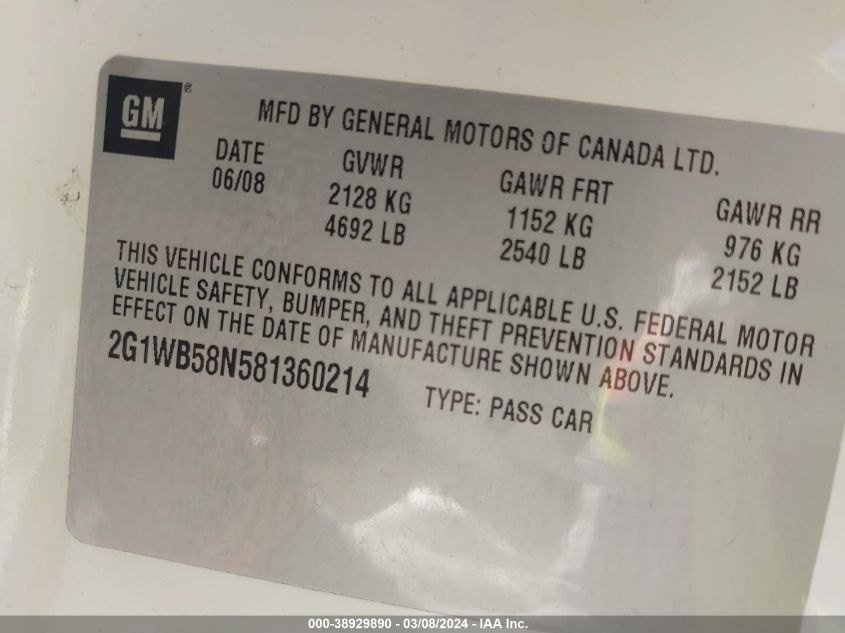 GM ®
MFD BY GENERAL MOTORS OF CANADA LTD.
DATE GVWR GAWR FRT GAWR RR
06/08 2128 KG 1152 KG 976 KG
4692 LB 2540 LB 2152 LB
THIS VEHICLE CONFORMS TO ALL APPLICABLE U.S. FEDERAL MOTOR
VEHICLE SAFETY, BUMPER, AND THEFT PREVENTION STANDARDS IN
EFFECT ON THE DATE OF MANUFACTURE SHOWN ABOVE.
2G1WB58N581360214 TYPE: PASS CAR
000-38929890 - 03/08/2024 - IAA Inc.